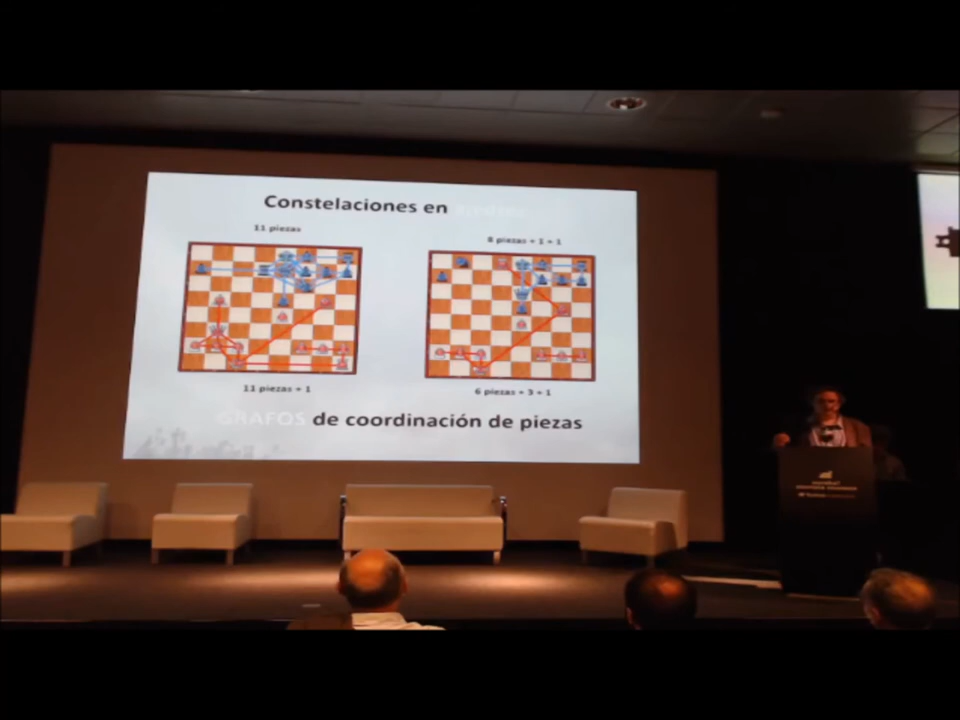 Constelaciones en
11 piezas
8 piezas + 1 + 1
11 piezas + 1
6 piezas + 3 + 1
GRAFOS de coordinación de piezas